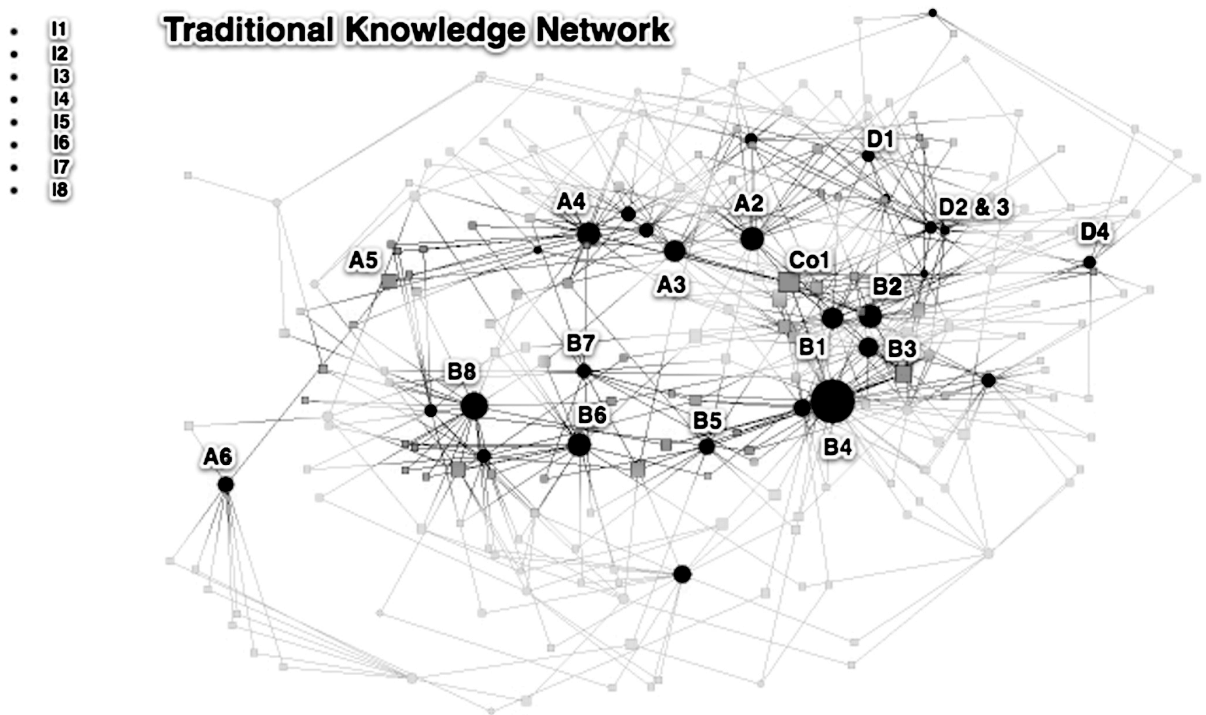 Traditional Knowledge Network
I1
I2
I3
I4
I5
I6
I7
I8
D1
A4
A2
D2 & 3
D4
A5
Co1
A3
B2
B7
B1
B3
B8
B6
B5
B4
A6